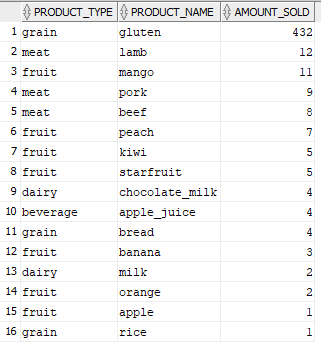 PRODUCT_TYPE PRODUCT_NAME AMOUNT_SOLD
1 grain gluten 432
2 meat lamb 12
3 fruit mango 11
4 meat pork 9
5 meat beef 8
6 fruit peach 7
7 fruit kiwi 5
8 fruit starfruit 5
9 dairy chocolate_milk 4
10 beverage apple_juice 4
11 grain bread 4
12 fruit banana 3
13 dairy milk 2
14 fruit orange 2
15 fruit apple 1
16 grain rice 1